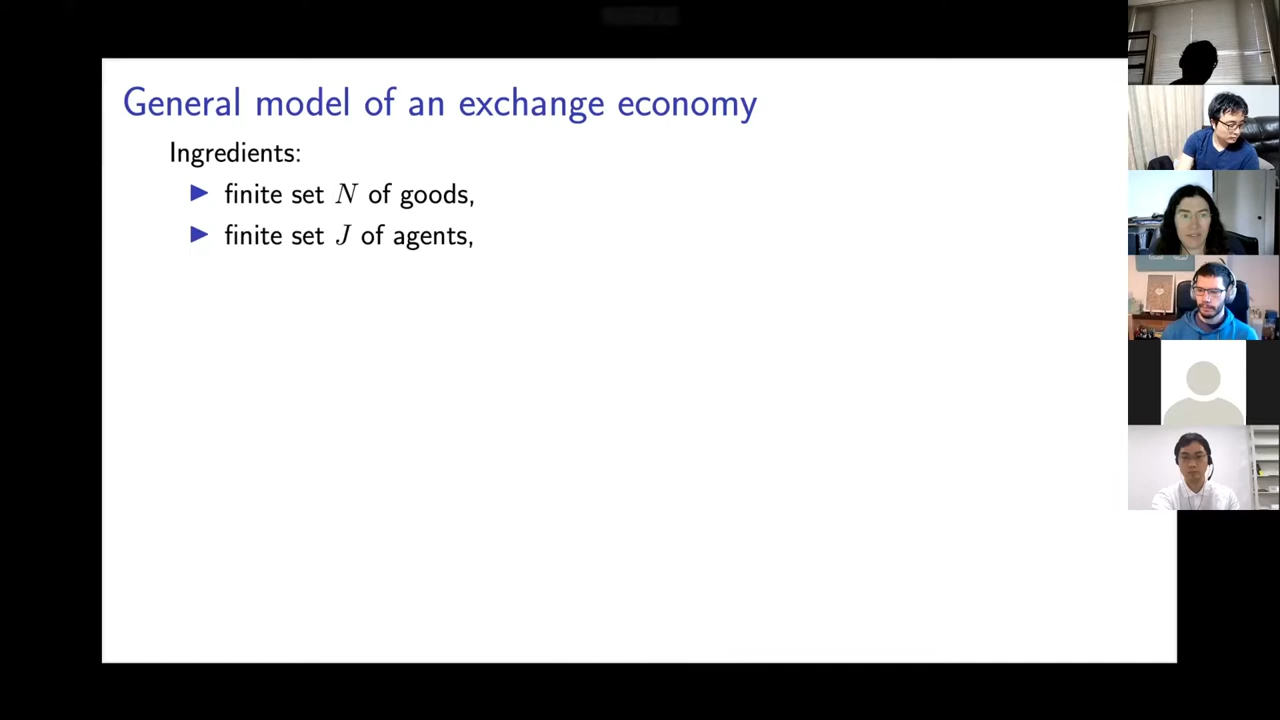 General model of an exchange economy
Ingredients:
▶ finite set N of goods,
▶ finite set J of agents,